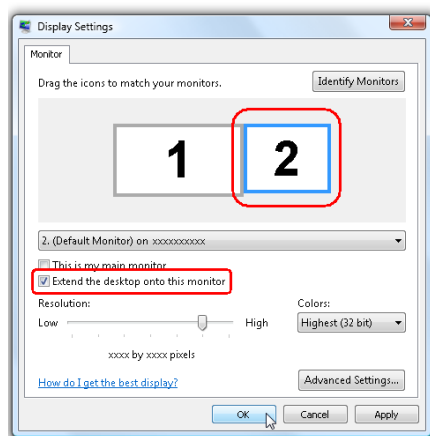 Display Settings
Monitor
Drag the icons to match your monitors.
Identify Monitors
1
2
2. (Default Monitor) on xxxxxxxxxx
This is my main monitor
Extend the desktop onto this monitor
Resolution:
Colors:
Low
High
Highest (32 bit)
xxxx by xxxx pixels
How do I get the best display?
Advanced Settings...
OK
Cancel
Apply